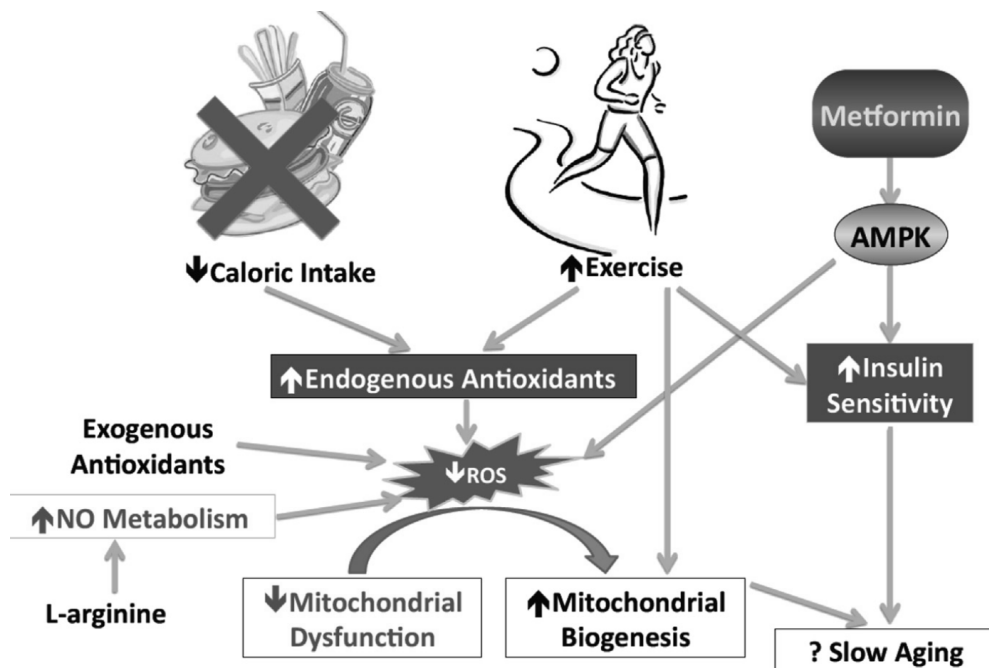 Metformin
AMPK
↓Caloric Intake
↑Exercise
↑Endogenous Antioxidants
↑Insulin
Sensitivity
Exogenous
Antioxidants
↓ROS
↑NO Metabolism
L-arginine
↓Mitochondrial
Dysfunction
↑Mitochondrial
Biogenesis
? Slow Aging